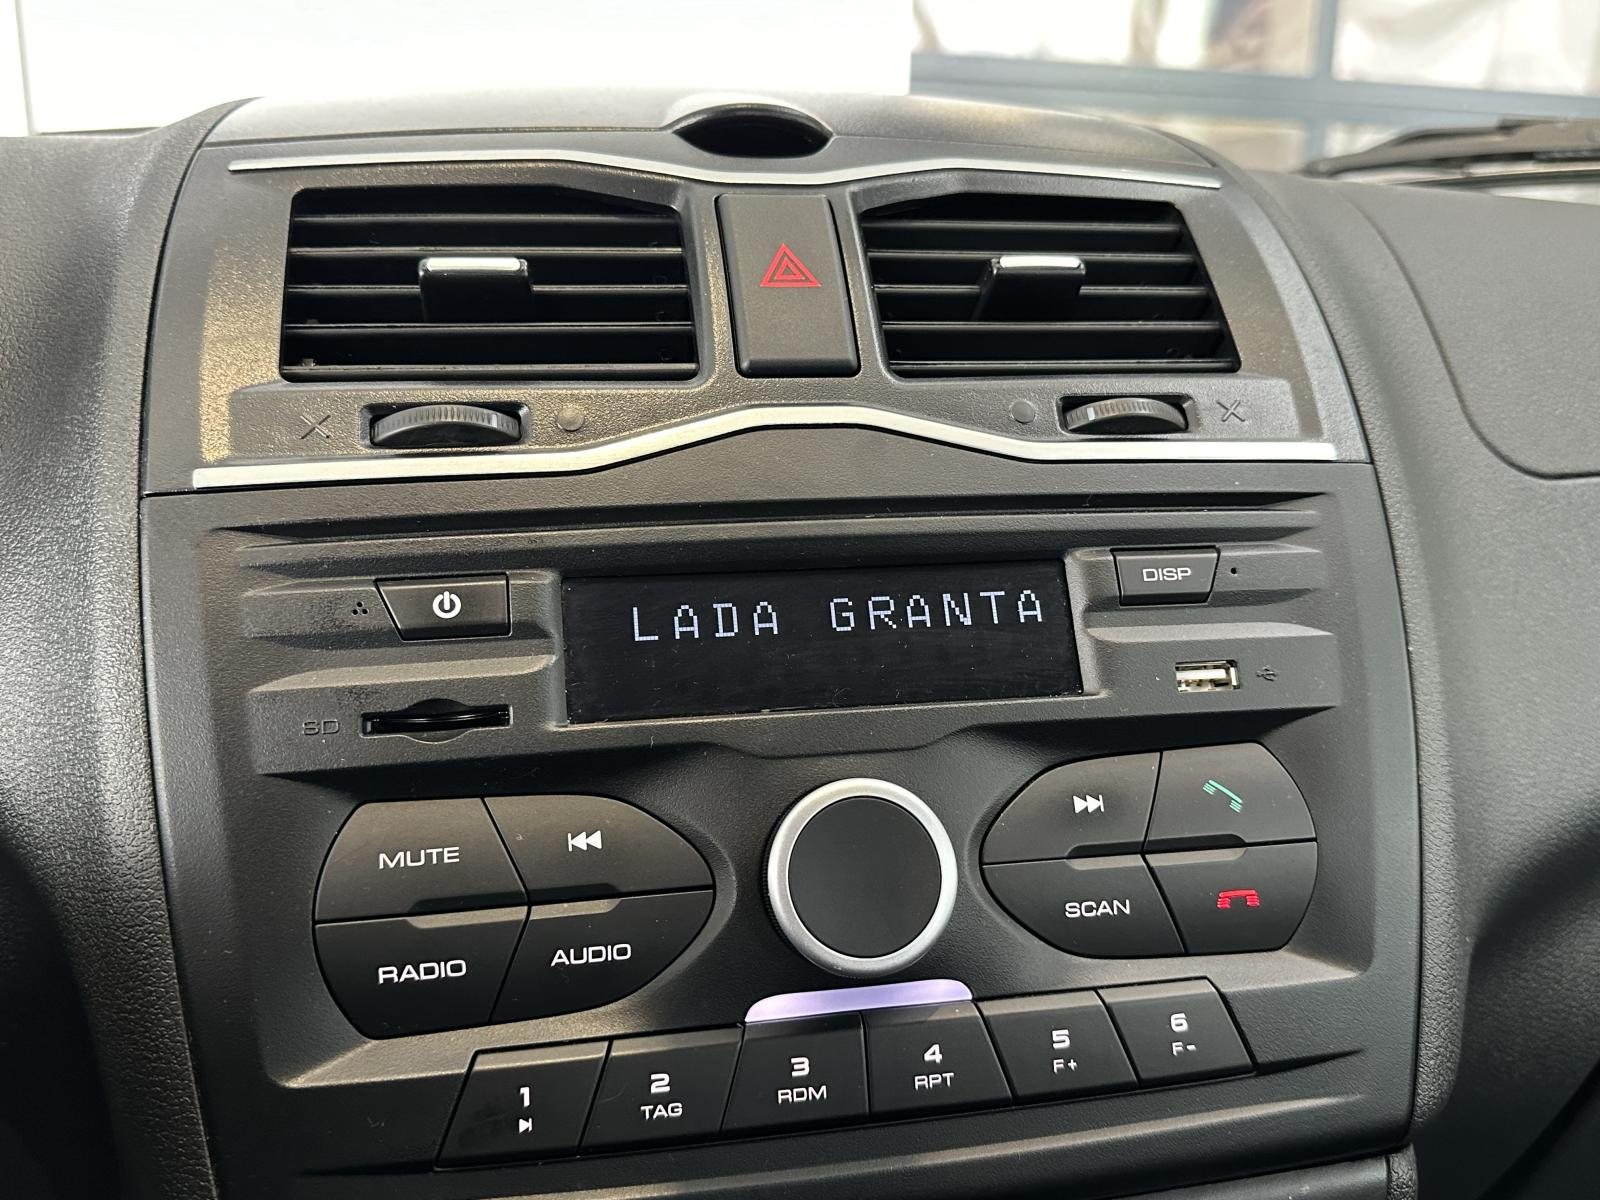 LADA GRANTA
DISP
SD
MUTE
RADIO
AUDIO
SCAN
1
2
TAG
3
RDM
4
RPT
5
F+
6
F-